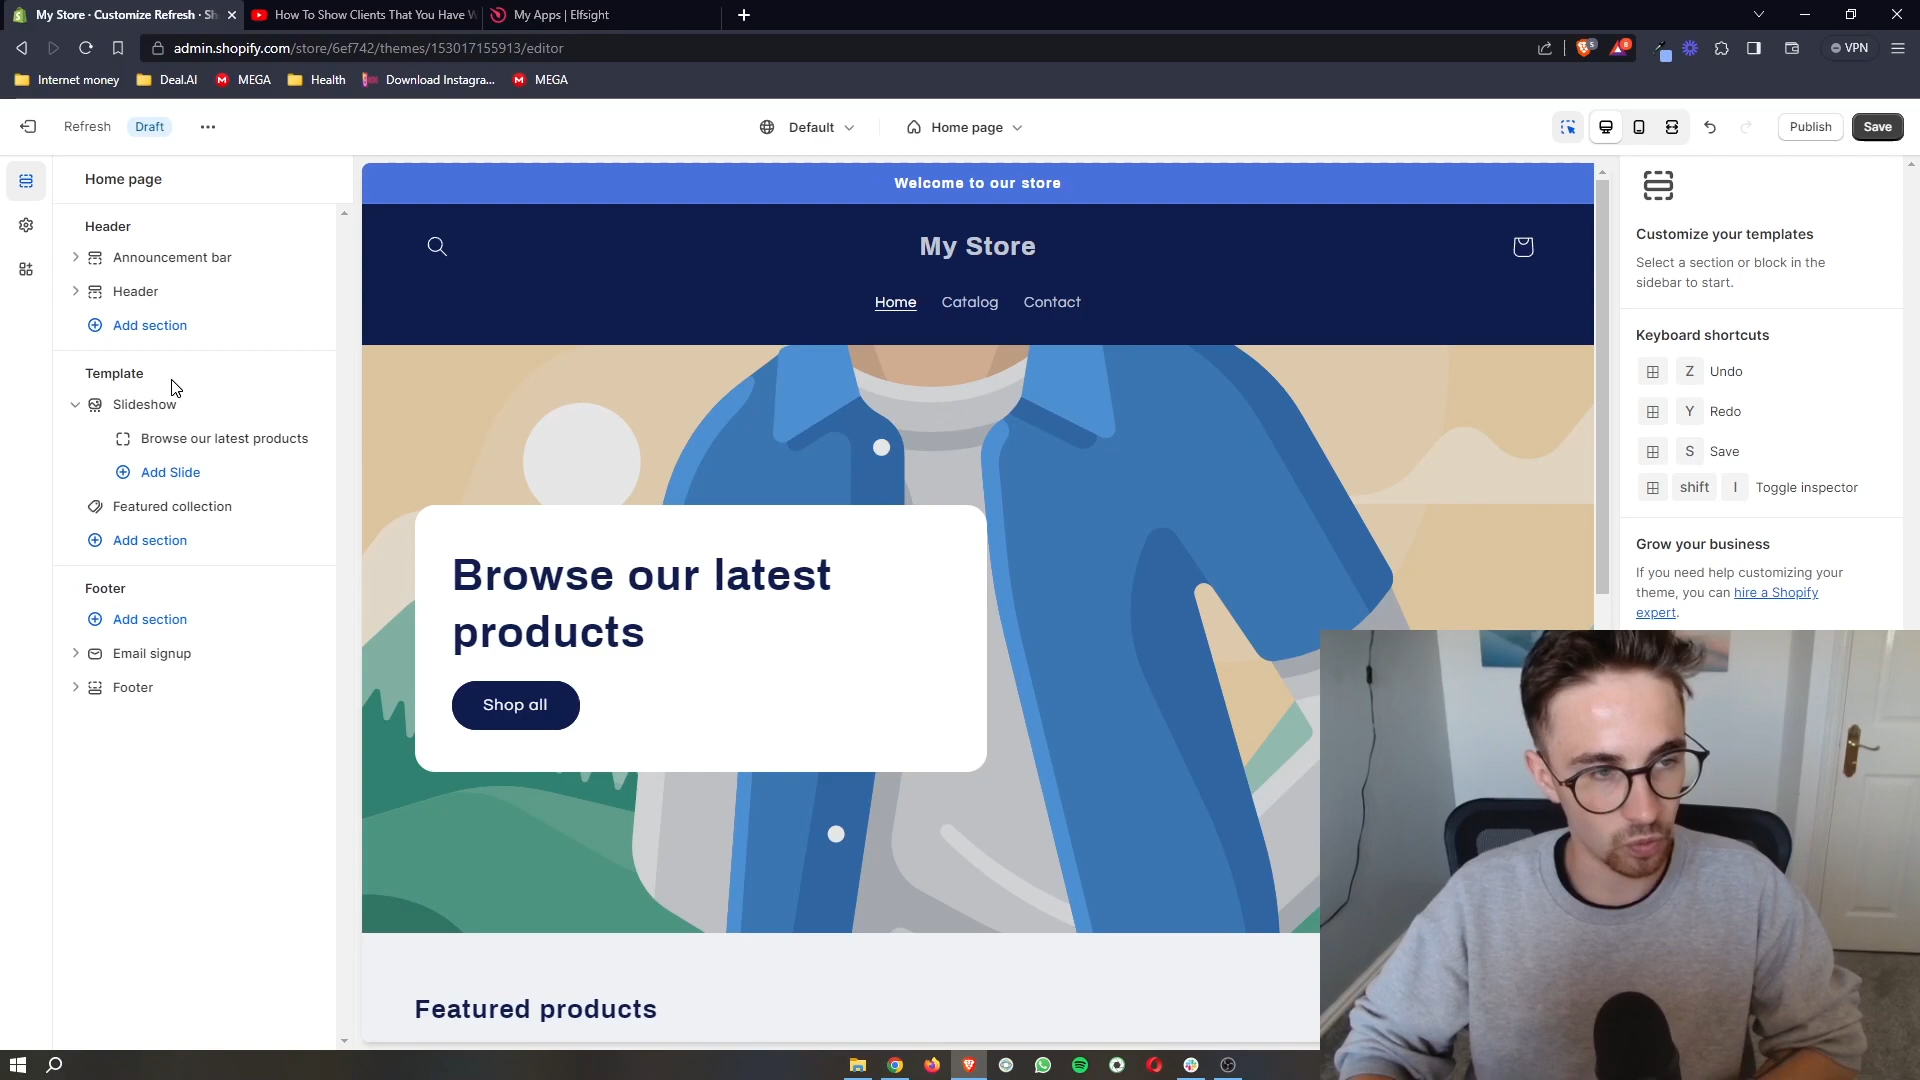 My Store · Customize Refresh · Sh
How To Show Clients That You Have W
My Apps | Elfsight
admin.shopify.com/store/6ef742/themes/153017155913/editor
VPN
Internet money
Deal.AI
MEGA
Health
Download Instagra...
MEGA
Refresh
Draft
Default
Home page
Publish
Save
Home page
Header
Announcement bar
Header
Add section
Template
Slideshow
Browse our latest products
Add Slide
Featured collection
Add section
Footer
Add section
Email signup
Footer
Welcome to our store
My Store
Home
Catalog
Contact
Browse our latest
products
Shop all
Featured products
Customize your templates
Select a section or block in the
sidebar to start.
Keyboard shortcuts
Z Undo
Y Redo
S Save
shift I Toggle inspector
Grow your business
If you need help customizing your
theme, you can hire a Shopify
expert.